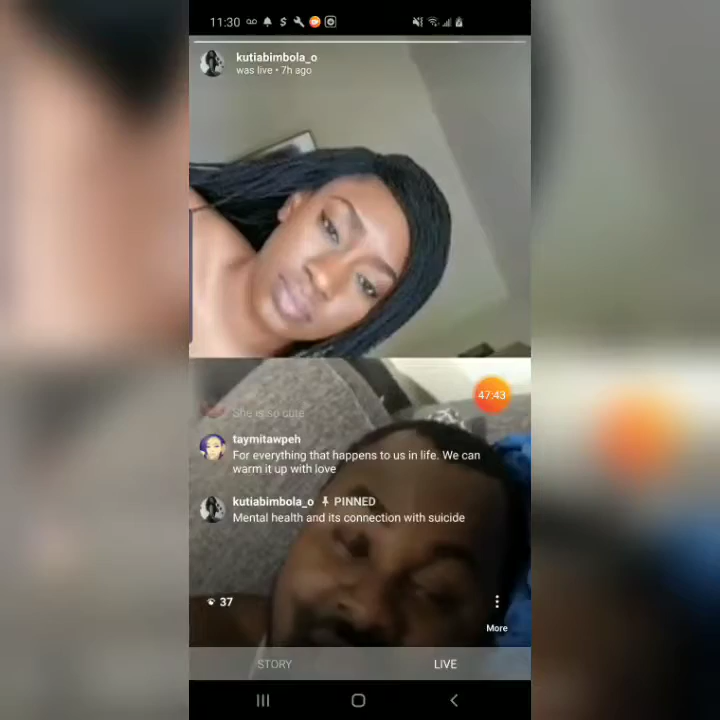 11:30
kutiabimbola_o
was live • 7h ago
47:43
She is so cute
taymitawpeh
For everything that happens to us in life. We can
warm it up with love
kutiabimbola_o PINNED
Mental health and its connection with suicide
37
More
STORY LIVE